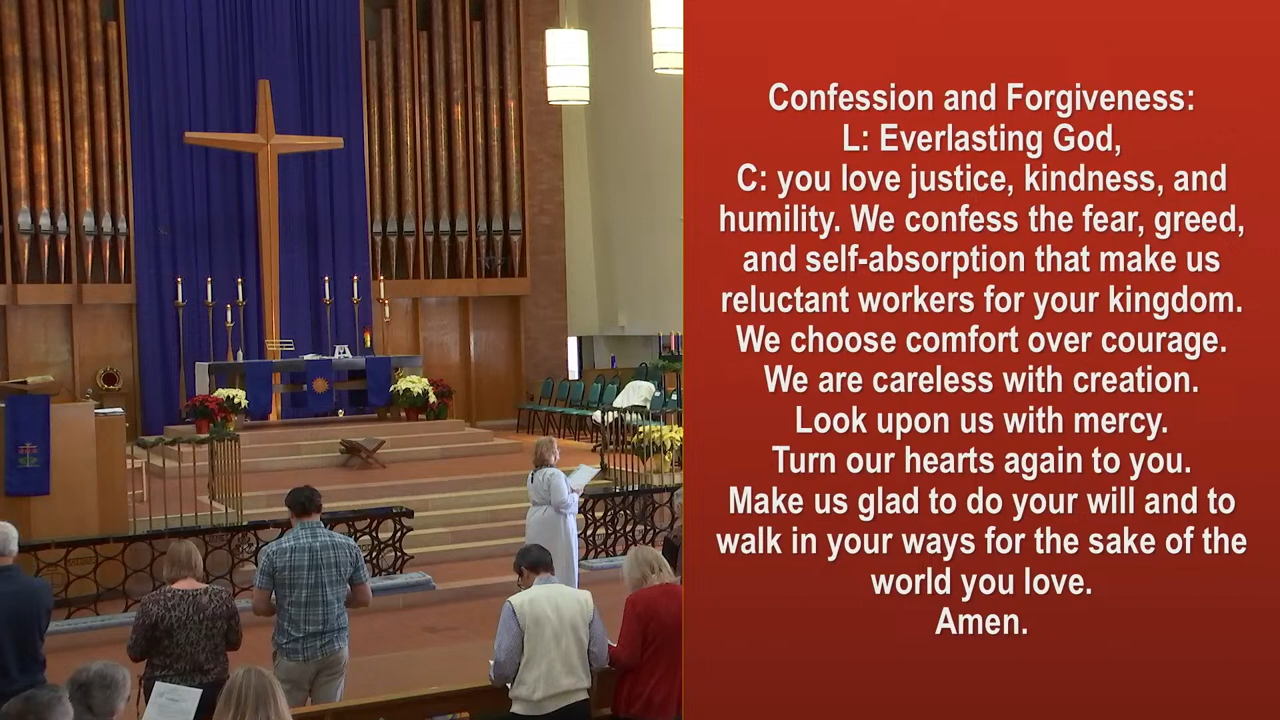 Confession and Forgiveness:
L: Everlasting God,
C: you love justice, kindness, and
humility. We confess the fear, greed,
and self-absorption that make us
reluctant workers for your kingdom.
We choose comfort over courage.
We are careless with creation.
Look upon us with mercy.
Turn our hearts again to you.
Make us glad to do your will and to
walk in your ways for the sake of the
world you love.
Amen.